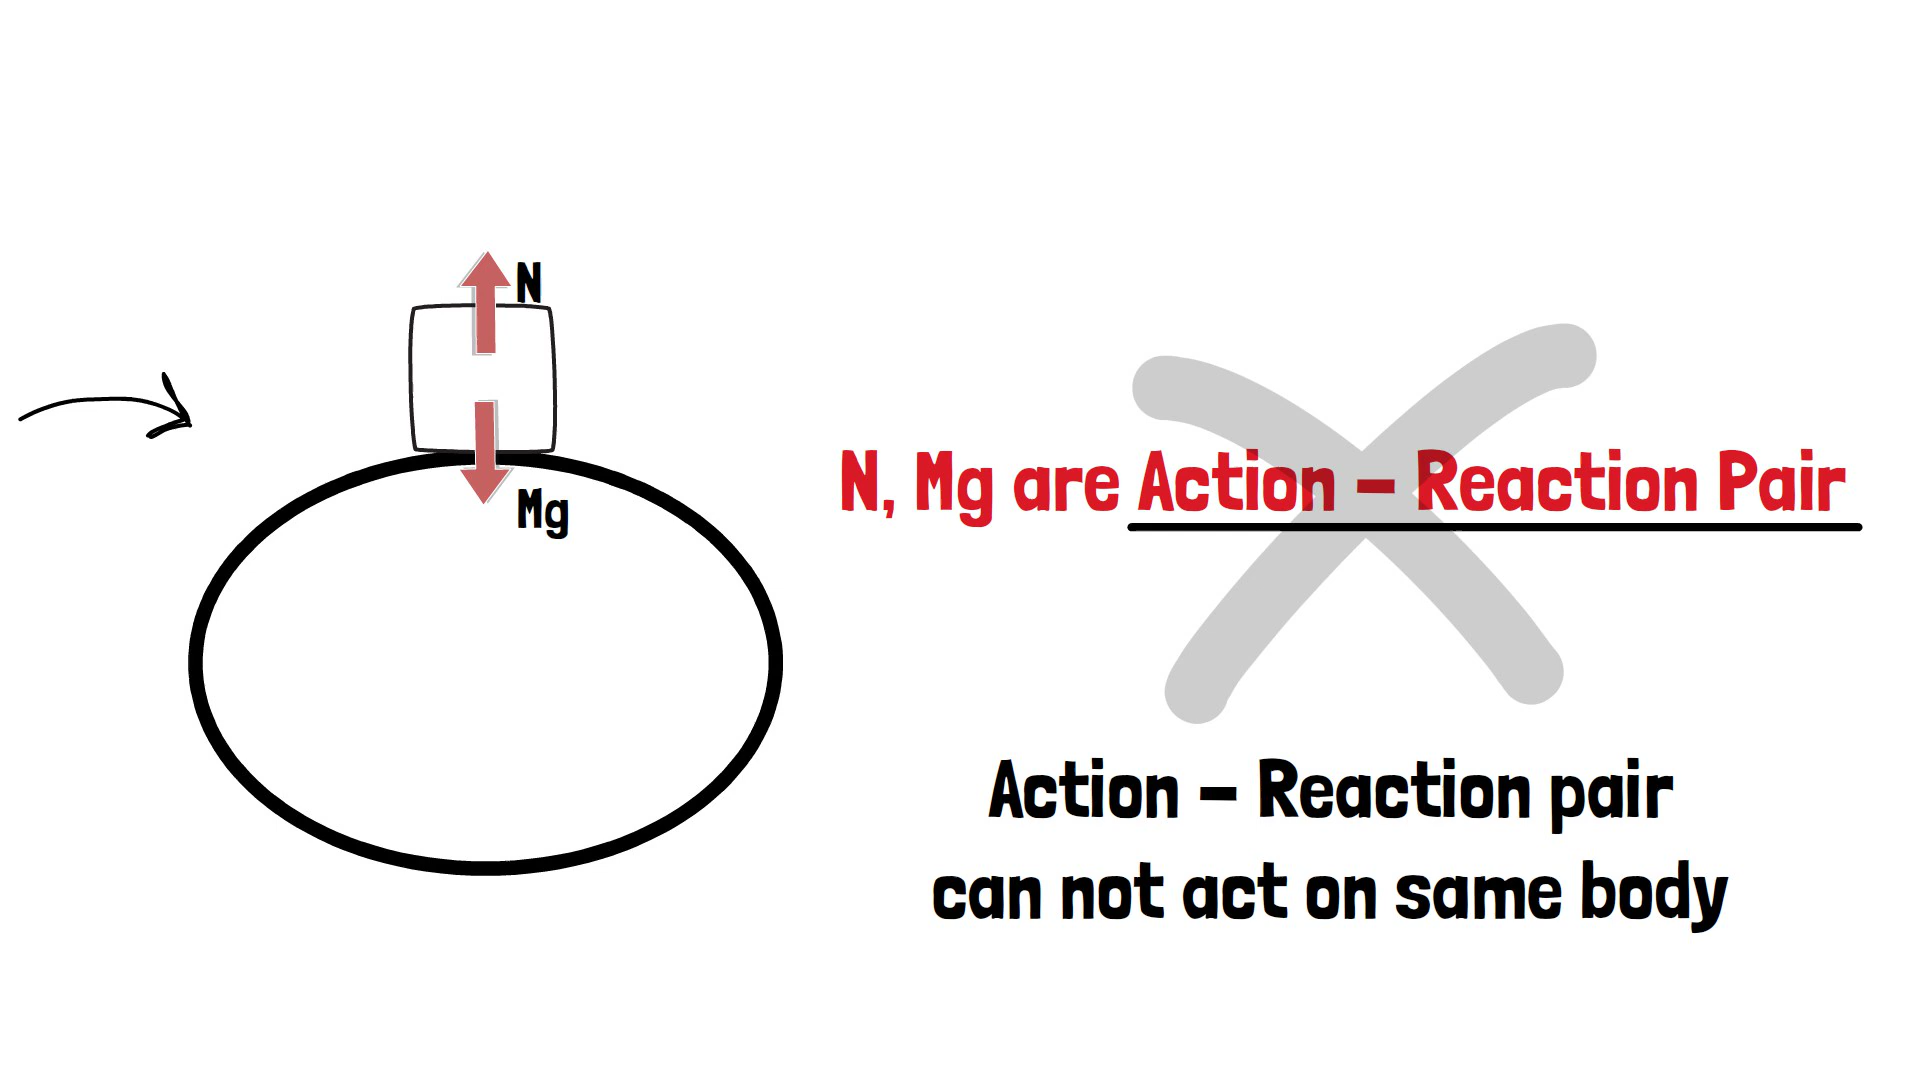 N
Mg
N, Mg are Action - Reaction Pair
Action - Reaction pair
can not act on same body